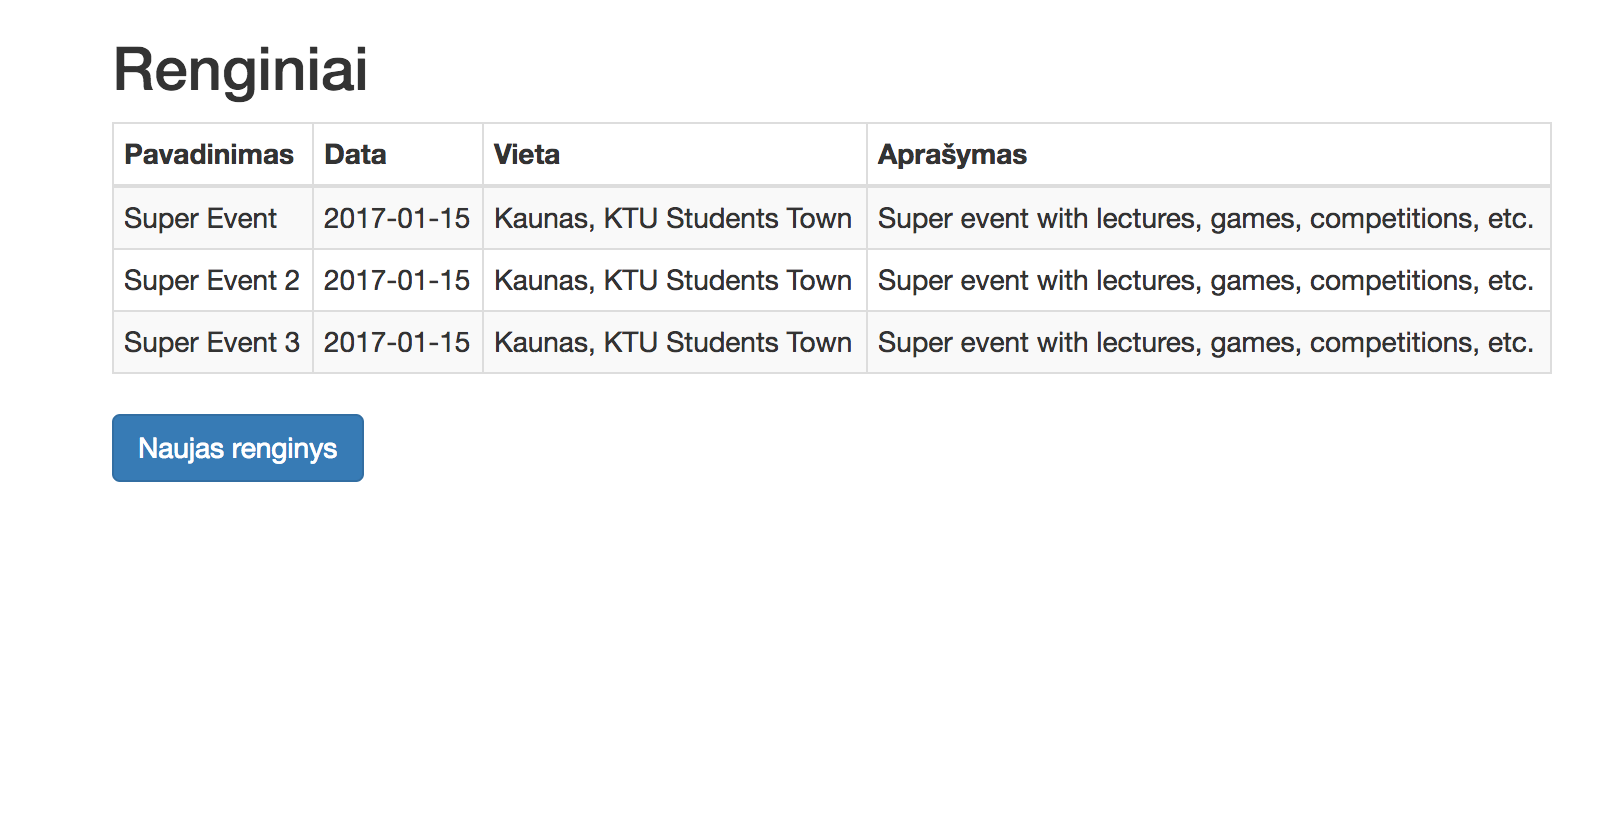 Renginiai
Pavadinimas Data Vieta Aprašymas
Super Event 2017-01-15 Kaunas, KTU Students Town Super event with lectures, games, competitions, etc.
Super Event 2 2017-01-15 Kaunas, KTU Students Town Super event with lectures, games, competitions, etc.
Super Event 3 2017-01-15 Kaunas, KTU Students Town Super event with lectures, games, competitions, etc.
Naujas renginys